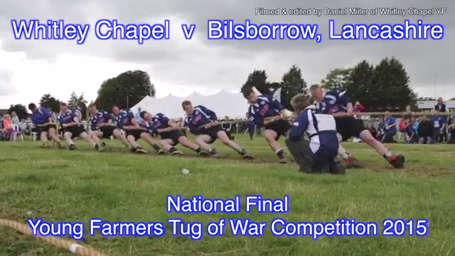 Filmed & edited by Daniel Miller of Whitley Chapel YF
Whitley Chapel v Bilsborrow, Lancashire
National Final
Young Farmers Tug of War Competition 2015